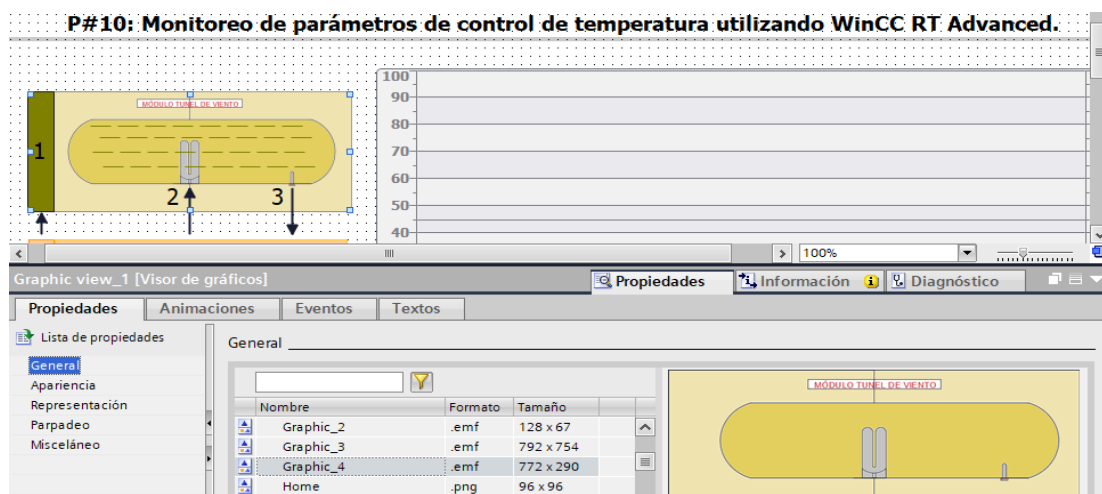 P#10: Monitoreo de parámetros de control de temperatura utilizando WinCC RT Advanced.
100
90
80
70
60
50
40
MÓDULO TUNEL DE VIENTO
1
2
3
100%
Graphic view_1 [Visor de gráficos]
Propiedades Información Diagnóstico
Propiedades Animaciones Eventos Textos
Lista de propiedades
General
Apariencia
Representación
Parpadeo
Misceláneo
General
Nombre Formato Tamaño
Graphic_2 .emf 128 x 67
Graphic_3 .emf 792 x 754
Graphic_4 .emf 772 x 290
Home .png 96 x 96
MÓDULO TUNEL DE VIENTO